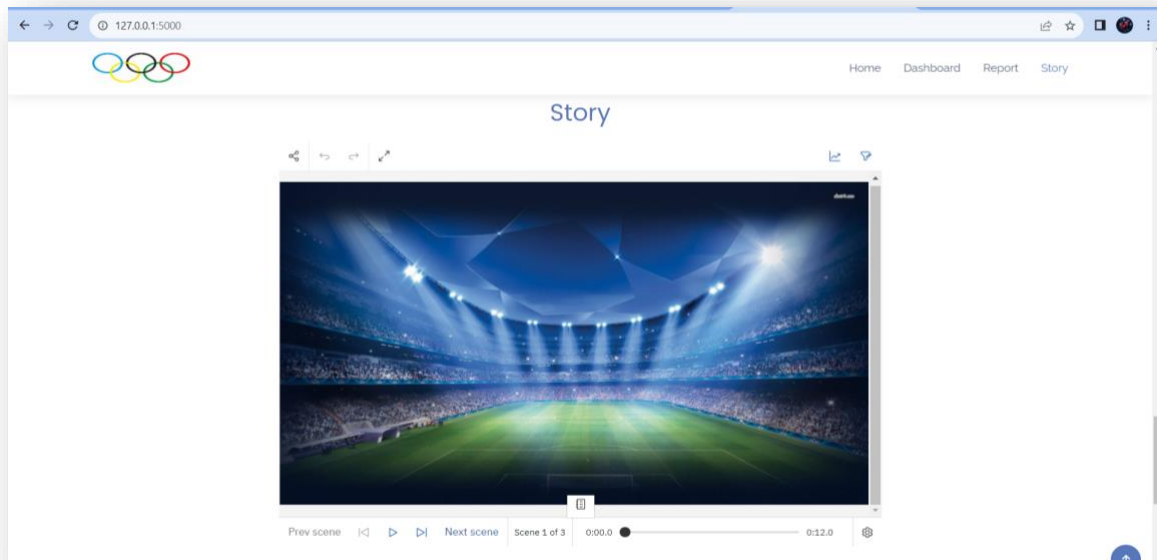 127.0.0.1:5000
Home Dashboard Report Story
Story
Prev scene Next scene Scene 1 of 3 0:00.0 0:12.0